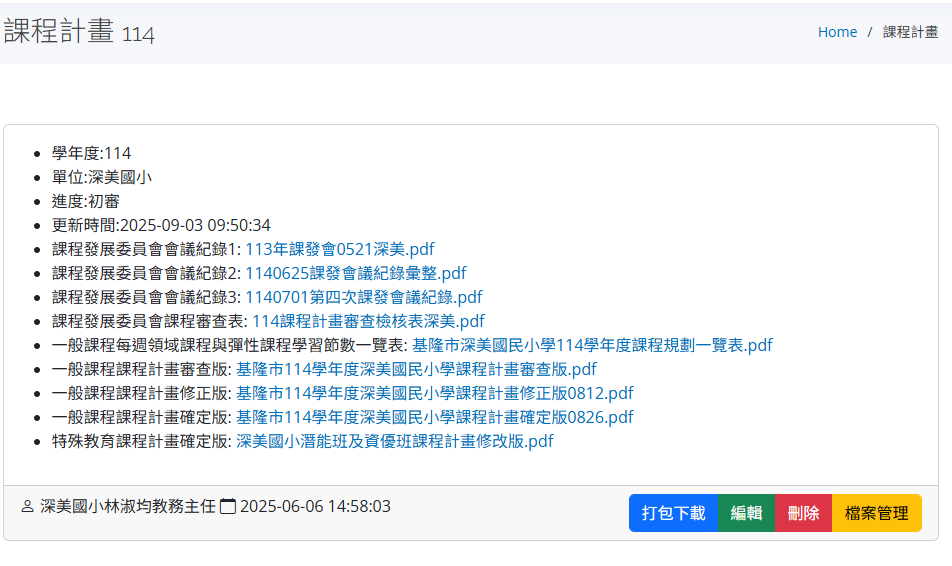 課程計畫 114
Home / 課程計畫
學年度:114
單位:深美國小
進度:初審
更新時間:2025-09-03 09:50:34
課程發展委員會會議紀錄1: 113年課發會0521深美.pdf
課程發展委員會會議紀錄2: 1140625課發會議紀錄彙整.pdf
課程發展委員會會議紀錄3: 1140701第四次課發會議紀錄.pdf
課程發展委員會課程審查表: 114課程計畫審查檢核表深美.pdf
一般課程每週領域課程與彈性課程學習節數一覽表: 基隆市深美國民小學114學年度課程規劃一覽表.pdf
一般課程課程計畫審查版: 基隆市114學年度深美國民小學課程計畫審查版.pdf
一般課程課程計畫修正版: 基隆市114學年度深美國民小學課程計畫修正版0812.pdf
一般課程課程計畫確定版: 基隆市114學年度深美國民小學課程計畫確定版0826.pdf
特殊教育課程計畫確定版: 深美國小潛能班及資優班課程計畫修改版.pdf
深美國小林淑均教務主任 2025-06-06 14:58:03
打包下載 編輯 刪除 檔案管理